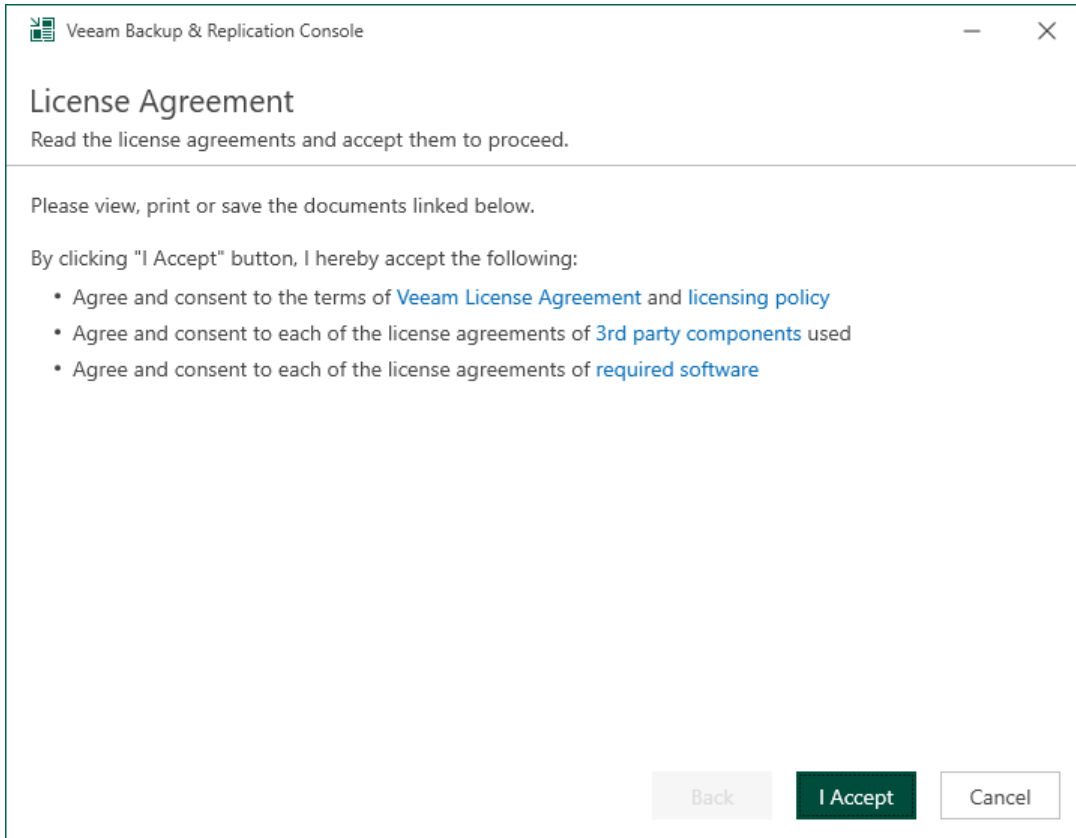 Veeam Backup & Replication Console
License Agreement
Read the license agreements and accept them to proceed.
Please view, print or save the documents linked below.
By clicking "I Accept" button, I hereby accept the following:
• Agree and consent to the terms of Veeam License Agreement and licensing policy
• Agree and consent to each of the license agreements of 3rd party components used
• Agree and consent to each of the license agreements of required software
Back
I Accept
Cancel